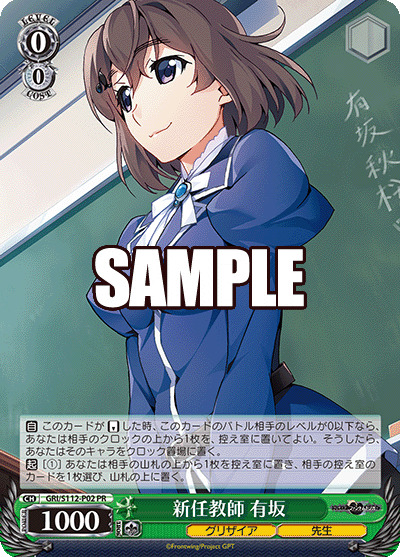 LEVEL
0
0
COST
有坂秋桜
SAMPLE
自 このカードが した時、このカードのバトル相手のレベルが0以下なら、
あなたは相手のクロックの上から1枚を、控え室に置いてよい。そうしたら、
あなたはそのキャラをクロック置場に置く。
起 [①] あなたは相手の山札の上から1枚を控え室に置き、相手の控え室の
カードを1枚選び、山札の上に置く。
CH GRI/S112-P02 PR
新任教師 有坂
1000
グリザイア
先生
©Frontwing/Project GPT